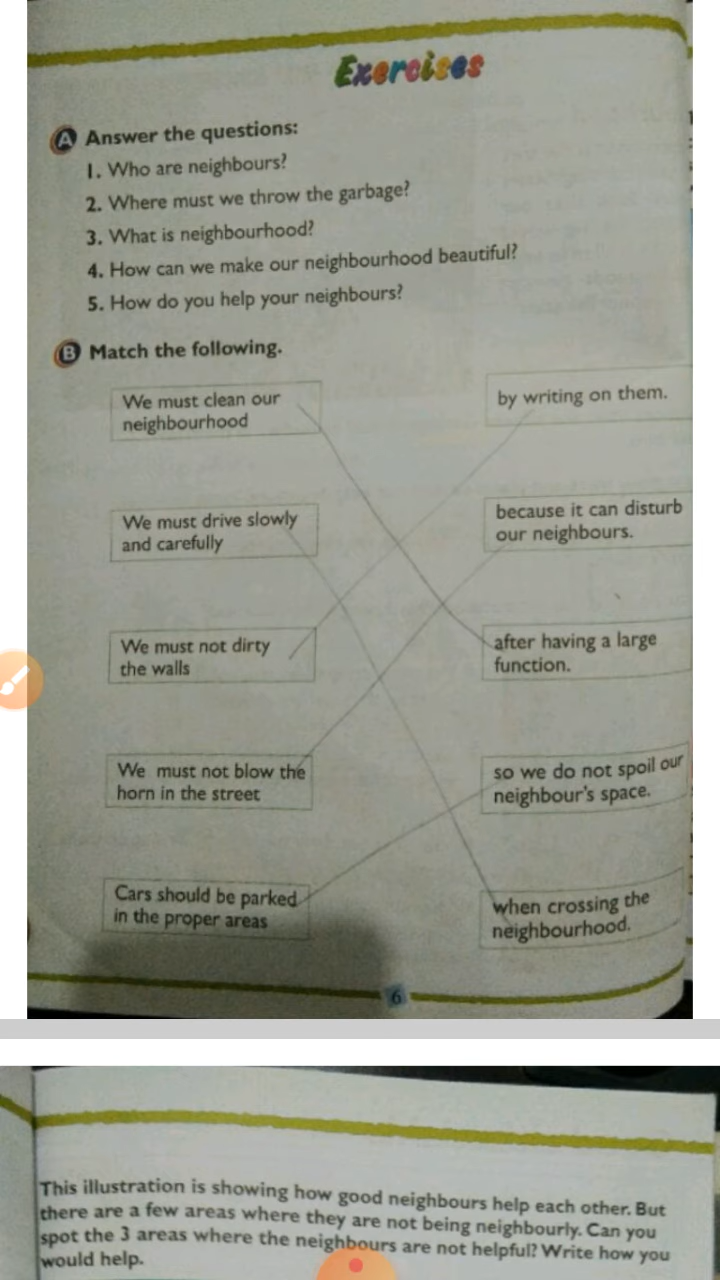 Exercises
A Answer the questions:
1. Who are neighbours?
2. Where must we throw the garbage?
3. What is neighbourhood?
4. How can we make our neighbourhood beautiful?
5. How do you help your neighbours?
B Match the following.
We must clean our
neighbourhood
by writing on them.
We must drive slowly
and carefully
because it can disturb
our neighbours.
We must not dirty
the walls
after having a large
function.
We must not blow the
horn in the street
so we do not spoil our
neighbour's space.
Cars should be parked
in the proper areas
when crossing the
neighbourhood.
6
This illustration is showing how good neighbours help each other. But
there are a few areas where they are not being neighbourly. Can you
spot the 3 areas where the neighbours are not helpful? Write how you
would help.